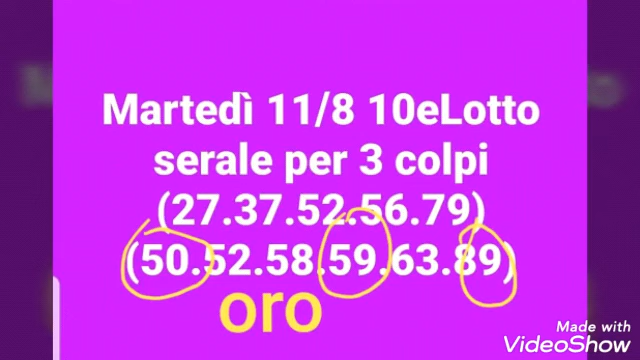 Martedì 11/8 10eLotto
serale per 3 colpi
(27.37.52.56.79)
(50.52.58.59.63.89)
oro
Made with
VideoShow